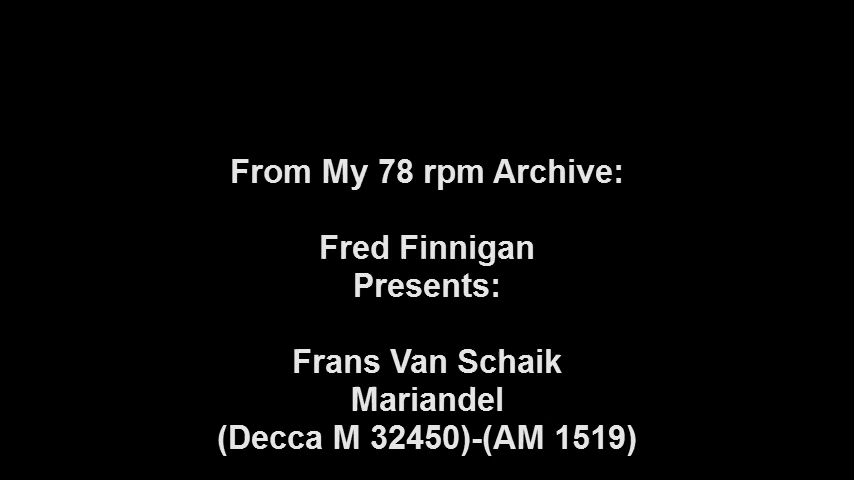 From My 78 rpm Archive:
Fred Finnigan
Presents:
Frans Van Schaik
Mariandel
(Decca M 32450)-(AM 1519)